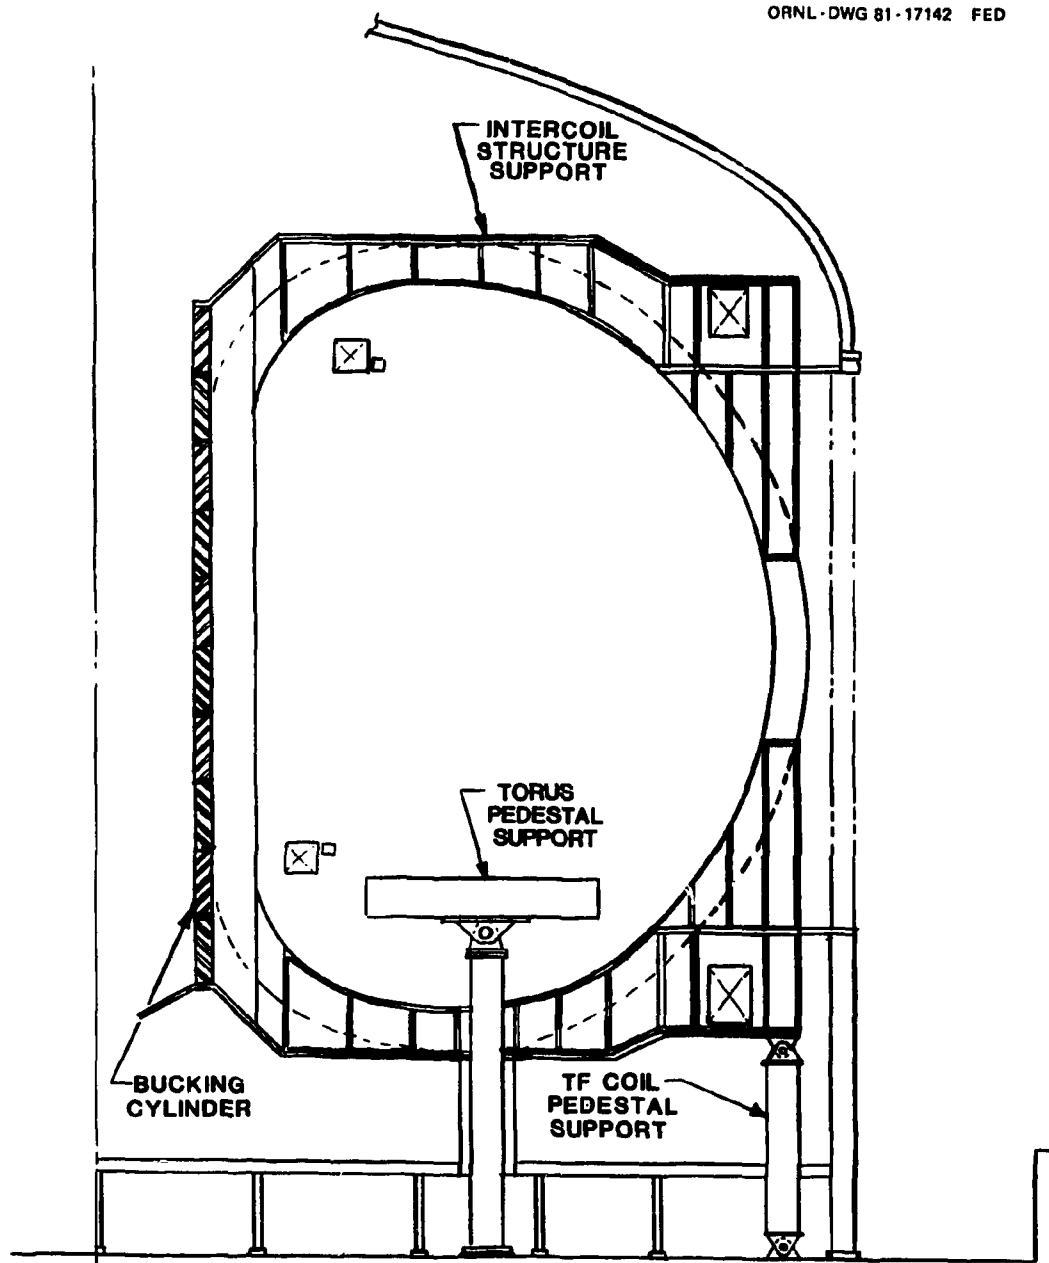 ORNL-DWG 81-17142 FED
INTERCOIL
STRUCTURE
SUPPORT
TORUS
PEDESTAL
SUPPORT
BUCKING
CYLINDER
TF COIL
PEDESTAL
SUPPORT